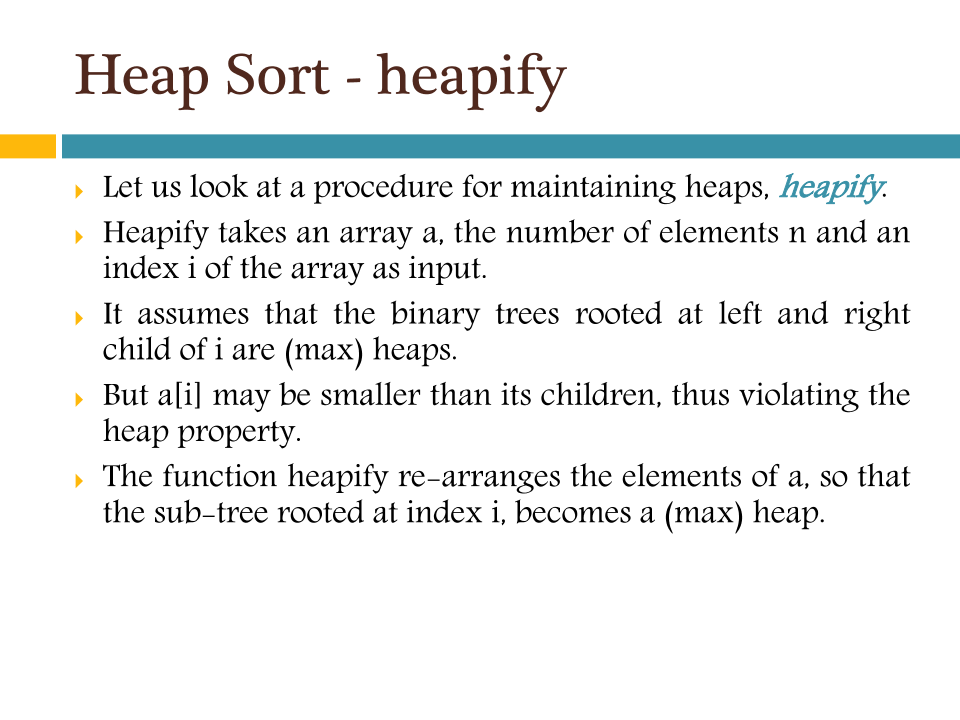 Heap Sort - heapify
Let us look at a procedure for maintaining heaps, heapify.
Heapify takes an array a, the number of elements n and an
index i of the array as input.
It assumes that the binary trees rooted at left and right
child of i are (max) heaps.
But a[i] may be smaller than its children, thus violating the
heap property.
The function heapify re-arranges the elements of a, so that
the sub-tree rooted at index i, becomes a (max) heap.